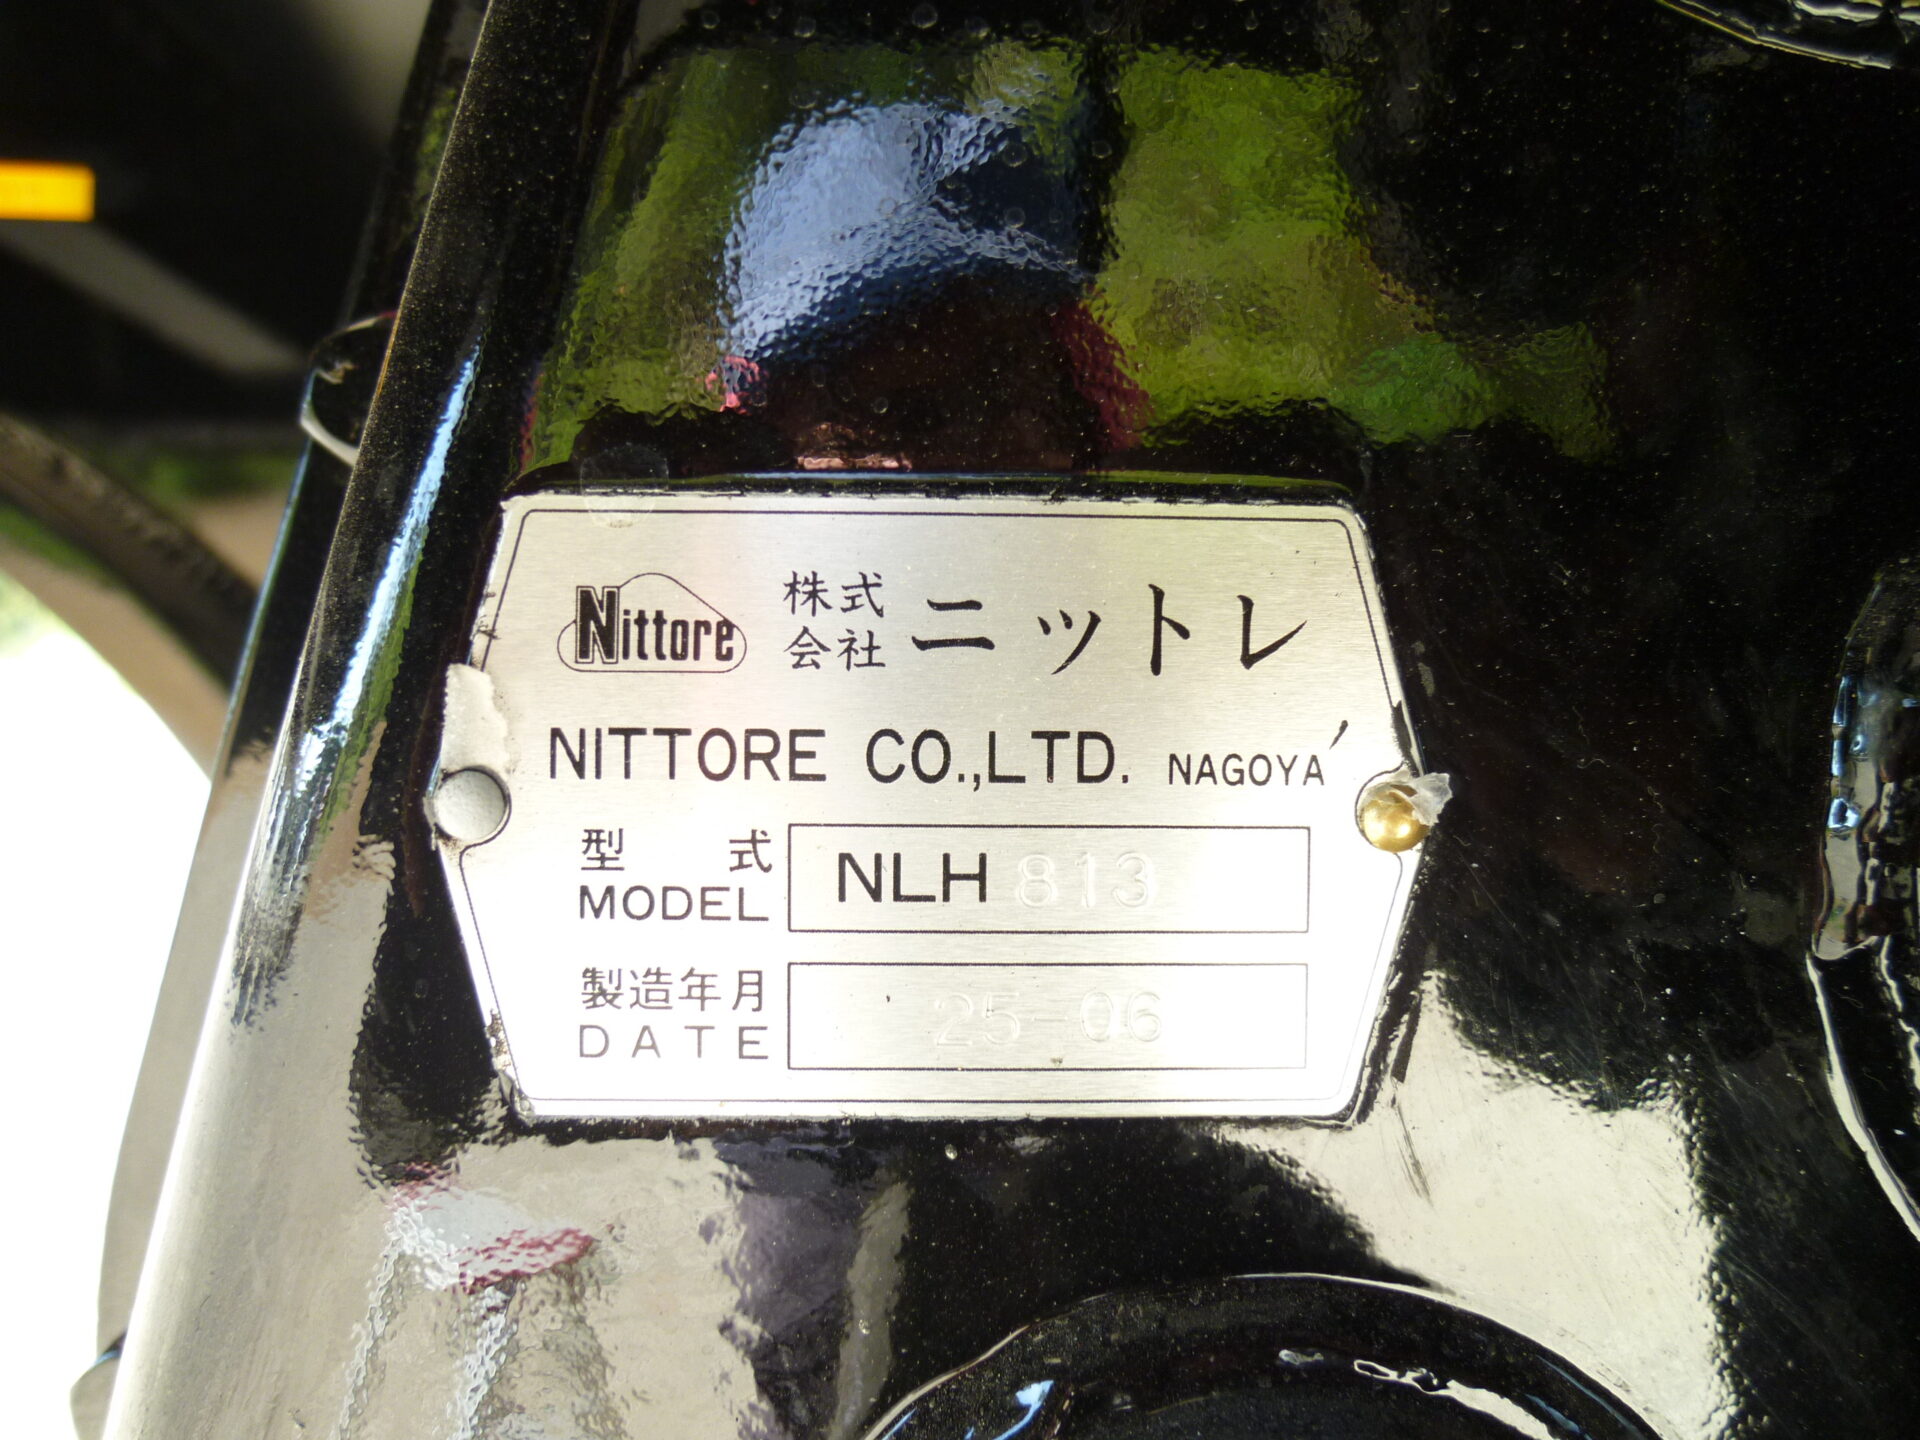 Nittore 株式会社 ニットレ
NITTORE CO.,LTD. NAGOYA
型式
MODEL NLH 813
製造年月
DATE 25-06